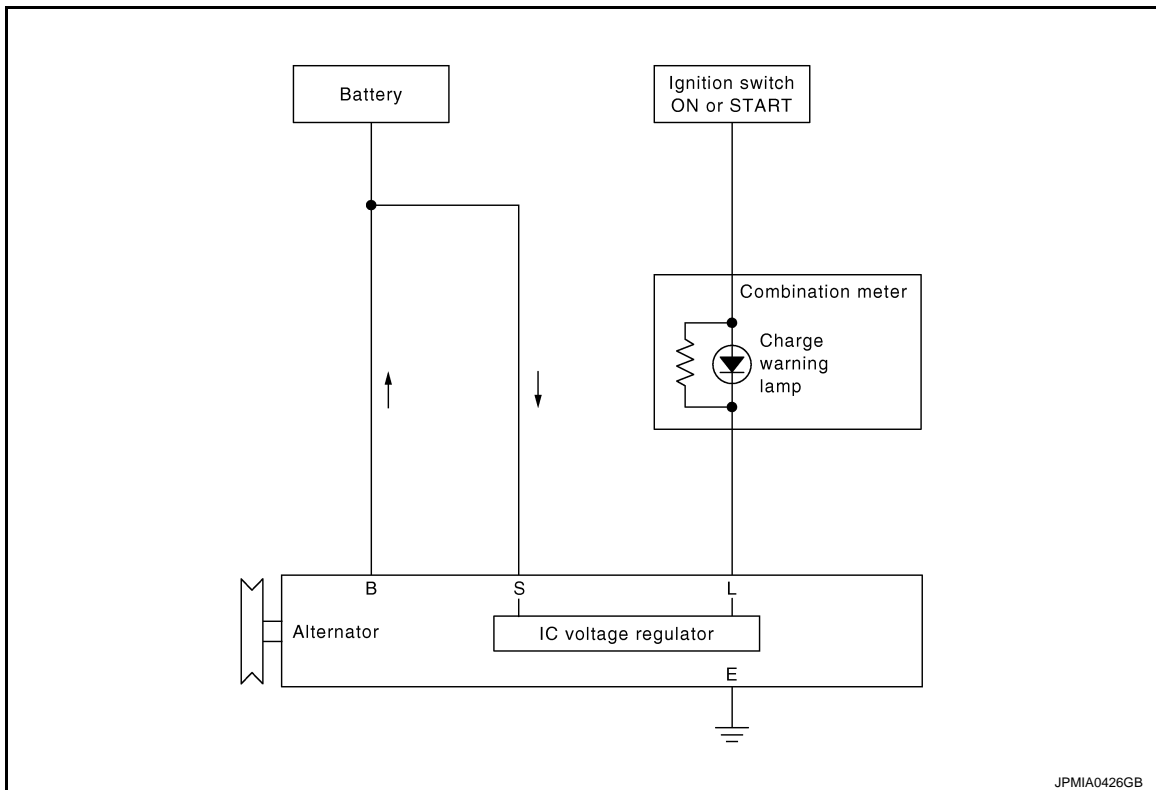 Battery
Ignition switch
ON or START
Combination meter
Charge
warning
lamp
B
S
L
Alternator
IC voltage regulator
E
JPMIA0426GB